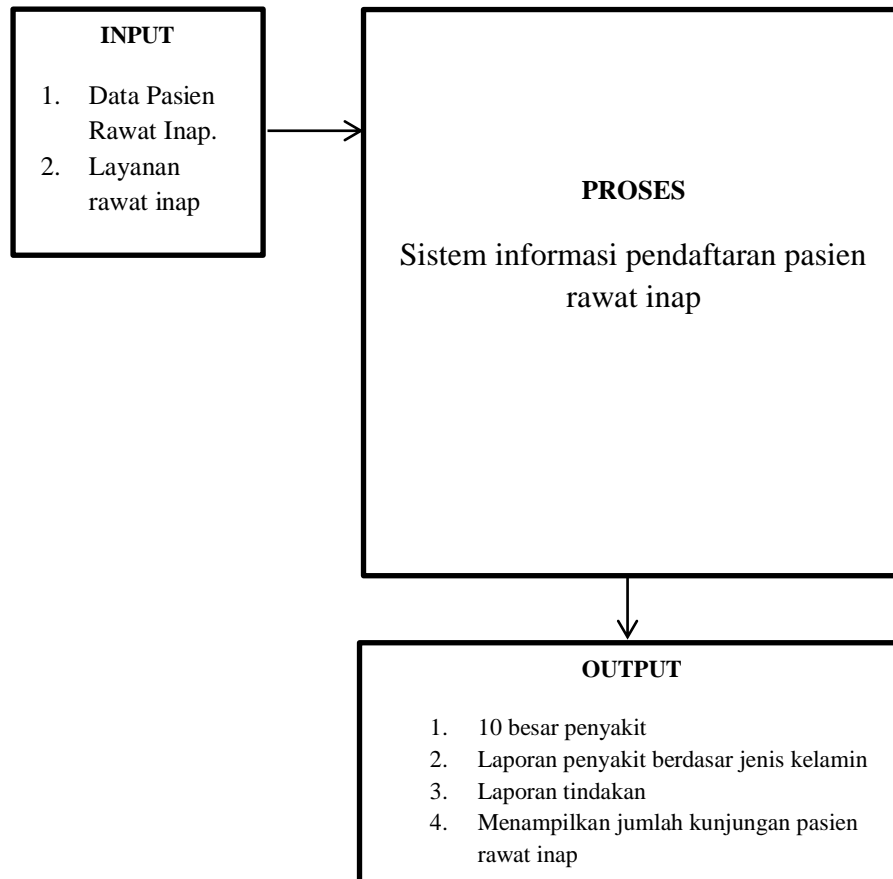 INPUT
1. Data Pasien
Rawat Inap.
2. Layanan
rawat inap
PROSES
Sistem informasi pendaftaran pasien
rawat inap
OUTPUT
1. 10 besar penyakit
2. Laporan penyakit berdasar jenis kelamin
3. Laporan tindakan
4. Menampilkan jumlah kunjungan pasien
rawat inap